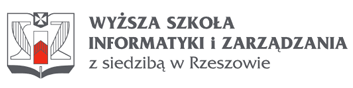 WYŻSZA SZKOŁA
INFORMATYKI i ZARZĄDZANIA
z siedzibą w Rzeszowie